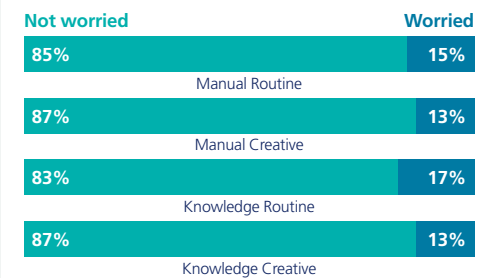 Not worried Worried
85% 15%
Manual Routine
87% 13%
Manual Creative
83% 17%
Knowledge Routine
87% 13%
Knowledge Creative